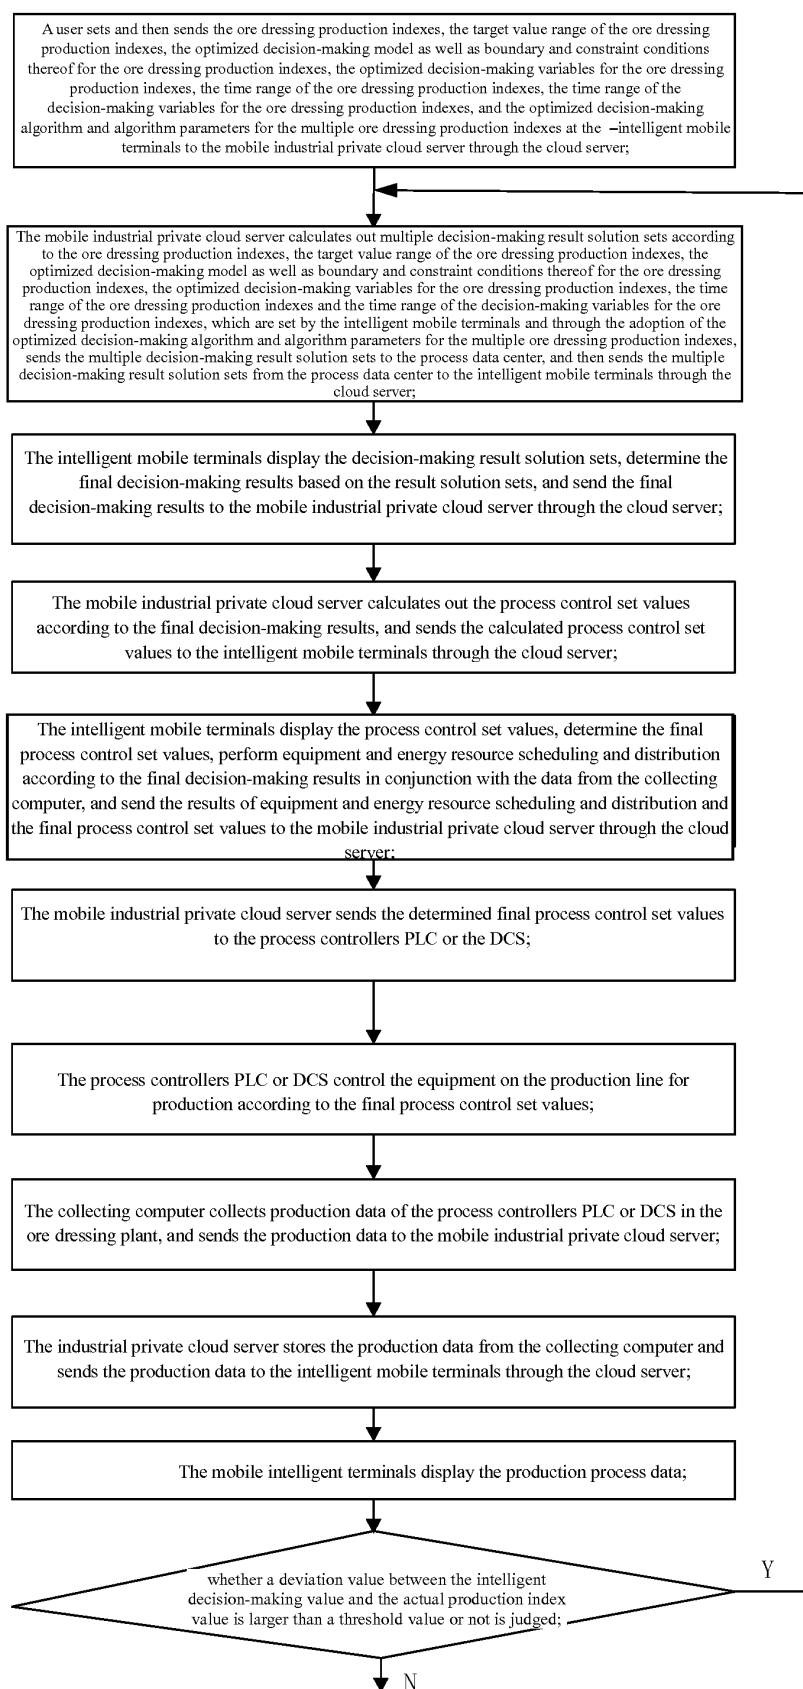 A user sets and then sends the ore dressing production indexes, the target value range of the ore dressing
production indexes, the optimized decision-making model as well as boundary and constraint conditions
thereof for the ore dressing production indexes, the optimized decision-making variables for the ore dressing
production indexes, the time range of the ore dressing production indexes, the time range of the
decision-making variables for the ore dressing production indexes, and the optimized decision-making
algorithm and algorithm parameters for the multiple ore dressing production indexes at the –intelligent mobile
terminals to the mobile industrial private cloud server through the cloud server;
The mobile industrial private cloud server calculates out multiple decision-making result solution sets according
to the ore dressing production indexes, the target value range of the ore dressing production indexes, the
optimized decision-making model as well as boundary and constraint conditions thereof for the ore dressing
production indexes, the optimized decision-making variables for the ore dressing production indexes, the time
range of the ore dressing production indexes and the time range of the decision-making variables for the ore
dressing production indexes, which are set by the intelligent mobile terminals and through the adoption of the
optimized decision-making algorithm and algorithm parameters for the multiple ore dressing production indexes,
sends the multiple decision-making result solution sets to the process data center, and then sends the multiple
decision-making result solution sets from the process data center to the intelligent mobile terminals through the
cloud server;
The intelligent mobile terminals display the decision-making result solution sets, determine the
final decision-making results based on the result solution sets, and send the final
decision-making results to the mobile industrial private cloud server through the cloud server;
The mobile industrial private cloud server calculates out the process control set values
according to the final decision-making results, and sends the calculated process control set
values to the intelligent mobile terminals through the cloud server;
The intelligent mobile terminals display the process control set values, determine the final
process control set values, perform equipment and energy resource scheduling and distribution
according to the final decision-making results in conjunction with the data from the collecting
computer, and send the results of equipment and energy resource scheduling and distribution and
the final process control set values to the mobile industrial private cloud server through the cloud
server;
The mobile industrial private cloud server sends the determined final process control set values
to the process controllers PLC or the DCS;
The process controllers PLC or DCS control the equipment on the production line for
production according to the final process control set values;
The collecting computer collects production data of the process controllers PLC or DCS in the
ore dressing plant, and sends the production data to the mobile industrial private cloud server;
The industrial private cloud server stores the production data from the collecting computer and
sends the production data to the intelligent mobile terminals through the cloud server;
The mobile intelligent terminals display the production process data;
whether a deviation value between the intelligent
decision-making value and the actual production index
value is larger than a threshold value or not is judged;
Y
N